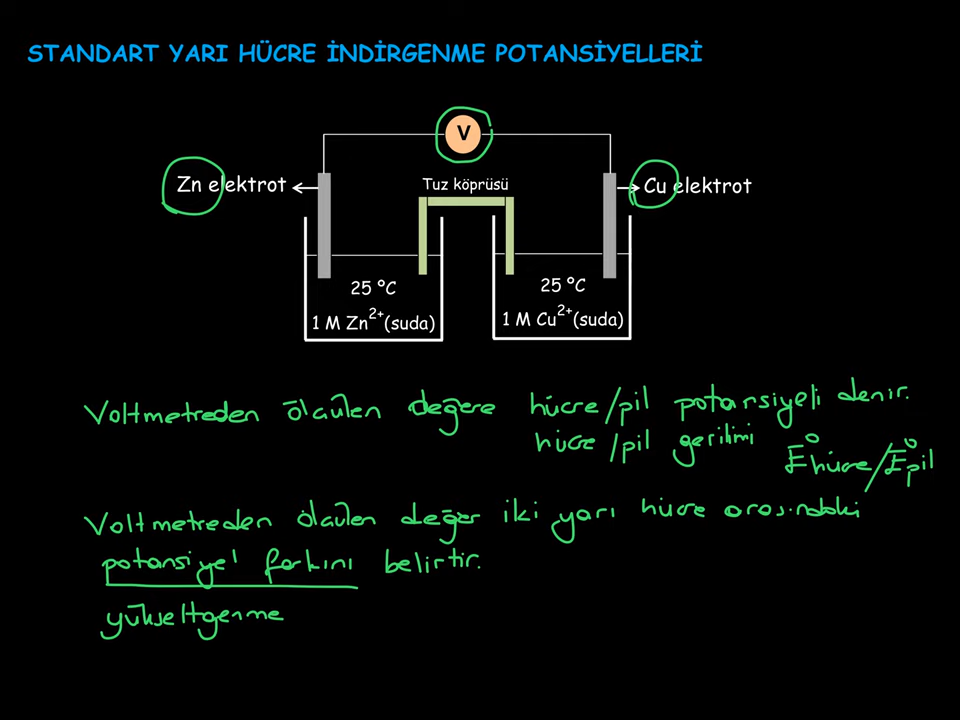 STANDART YARI HÜCRE İNDİRGENME POTANSİYELLERİ
V
Zn elektrot
Tuz köprüsü
Cu elektrot
25 °C
1 M Zn2+(suda)
25 °C
1 M Cu2+(suda)
Voltmetreden ölçülen değere hücre/pil potansiyeli denir.
hücre/pil gerilimi
E°hücre/E°pil
Voltmetreden ölçülen değer iki yarı hücre arasındaki
potansiyel farkını belirtir.
yükseltgenme